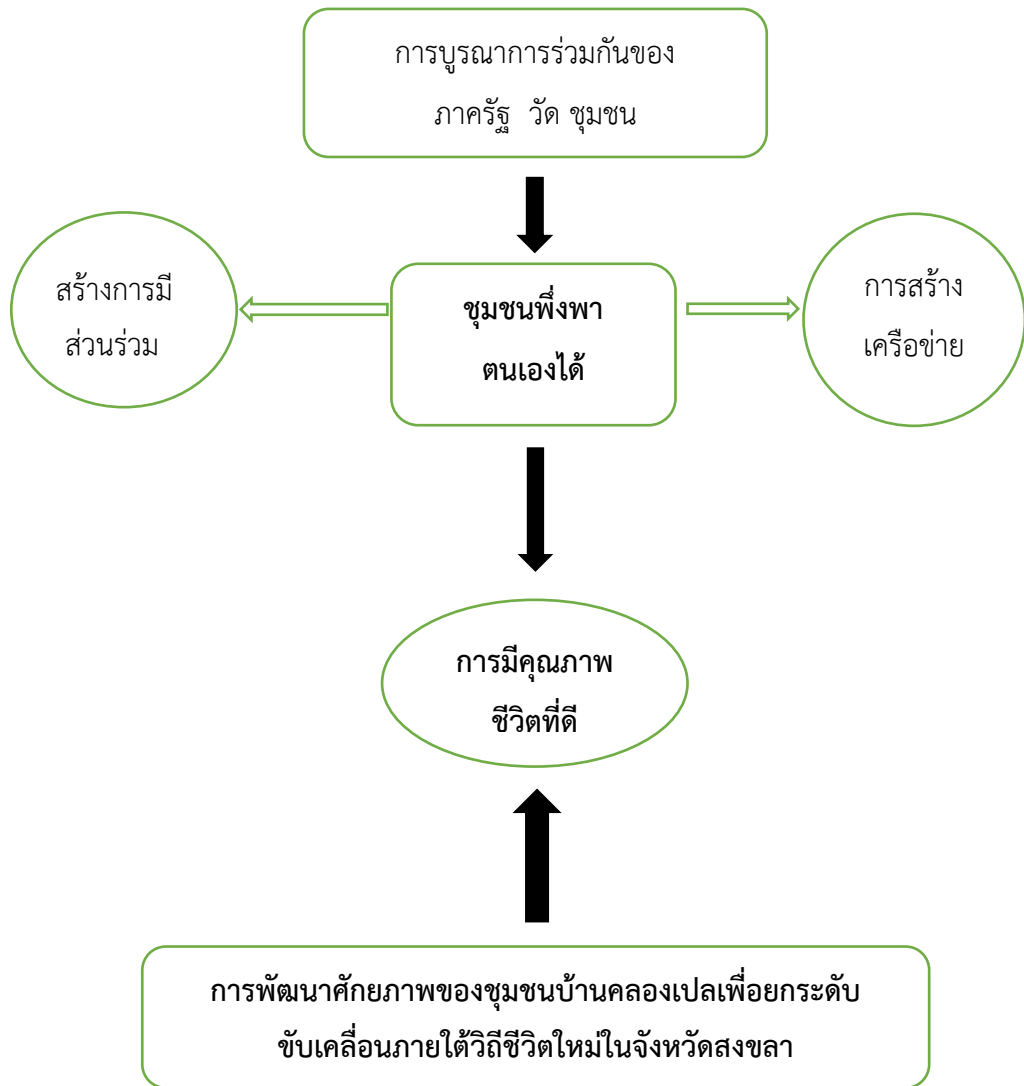 การบูรณาการร่วมกันของ
ภาครัฐ วัด ชุมชน
สร้างการมี
ส่วนร่วม
ชุมชนพึ่งพา
ตนเองได้
การสร้าง
เครือข่าย
การมีคุณภาพ
ชีวิตที่ดี
การพัฒนาศักยภาพของชุมชนบ้านคลองเปลเพื่อยกระดับ
ขับเคลื่อนภายใต้วิถีชีวิตใหม่ในจังหวัดสงขลา